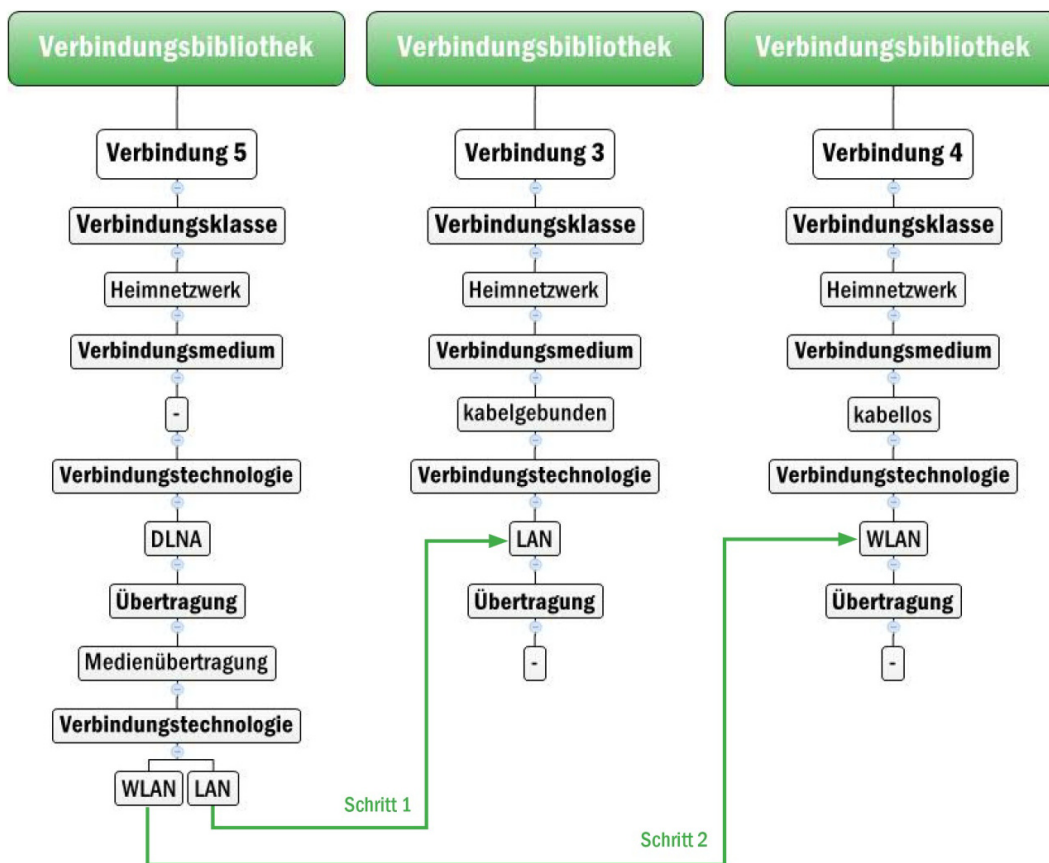 Verbindungsbibliothek
Verbindung 5
Verbindungsklasse
Heimnetzwerk
Verbindungsmedium
-
Verbindungstechnologie
DLNA
Übertragung
Medienübertragung
Verbindungstechnologie
WLAN LAN
Verbindungsbibliothek
Verbindung 3
Verbindungsklasse
Heimnetzwerk
Verbindungsmedium
kabelgebunden
Verbindungstechnologie
LAN
Übertragung
-
Verbindungsbibliothek
Verbindung 4
Verbindungsklasse
Heimnetzwerk
Verbindungsmedium
kabellos
Verbindungstechnologie
WLAN
Übertragung
-
Schritt 1
Schritt 2